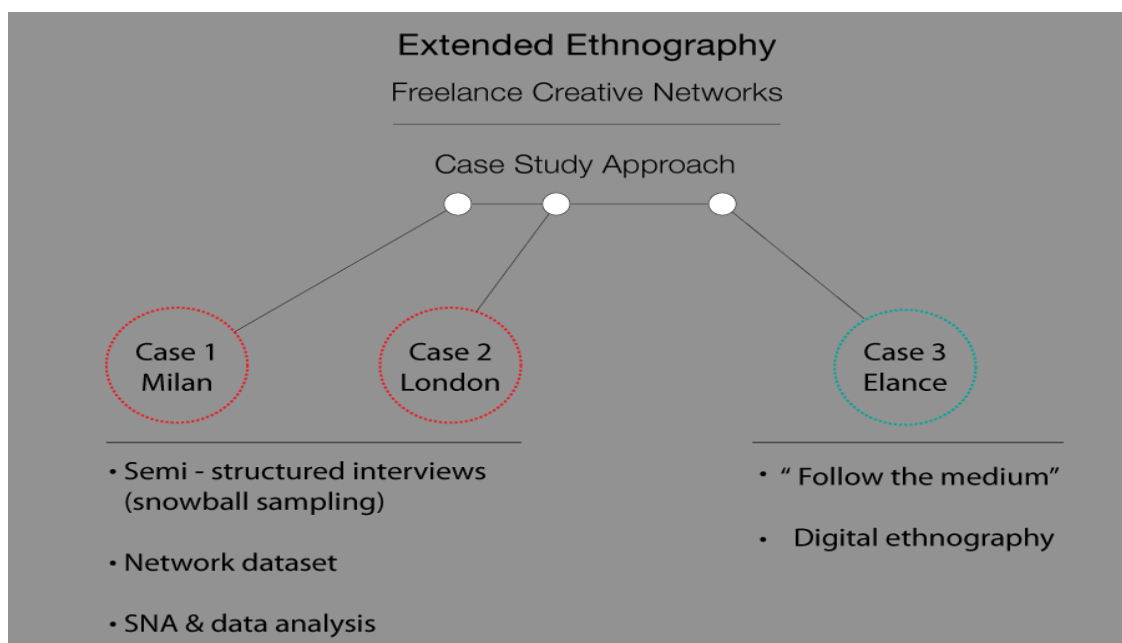 Extended Ethnography
Freelance Creative Networks
Case Study Approach
Case 1
Milan
Case 2
London
Case 3
Elance
• Semi - structured interviews
(snowball sampling)
• Network dataset
• SNA & data analysis
• “ Follow the medium”
• Digital ethnography